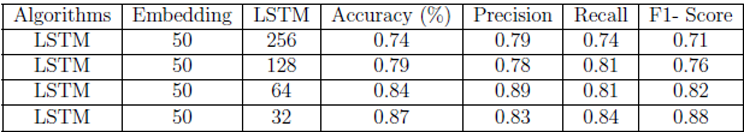 Algorithms Embedding LSTM Accuracy (%) Precision Recall F1- Score
LSTM 50 256 0.74 0.79 0.74 0.71
LSTM 50 128 0.79 0.78 0.81 0.76
LSTM 50 64 0.84 0.89 0.81 0.82
LSTM 50 32 0.87 0.83 0.84 0.88